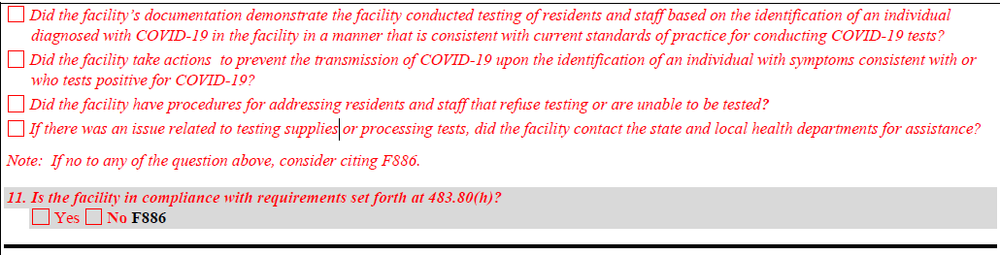 Did the facility's documentation demonstrate the facility conducted testing of residents and staff based on the identification of an individual
diagnosed with COVID-19 in the facility in a manner that is consistent with current standards of practice for conducting COVID-19 tests?
Did the facility take actions to prevent the transmission of COVID-19 upon the identification of an individual with symptoms consistent with or
who tests positive for COVID-19?
Did the facility have procedures for addressing residents and staff that refuse testing or are unable to be tested?
If there was an issue related to testing supplies or processing tests, did the facility contact the state and local health departments for assistance?
Note: If no to any of the question above, consider citing F886.
11. Is the facility in compliance with requirements set forth at 483.80(h)?
Yes No F886